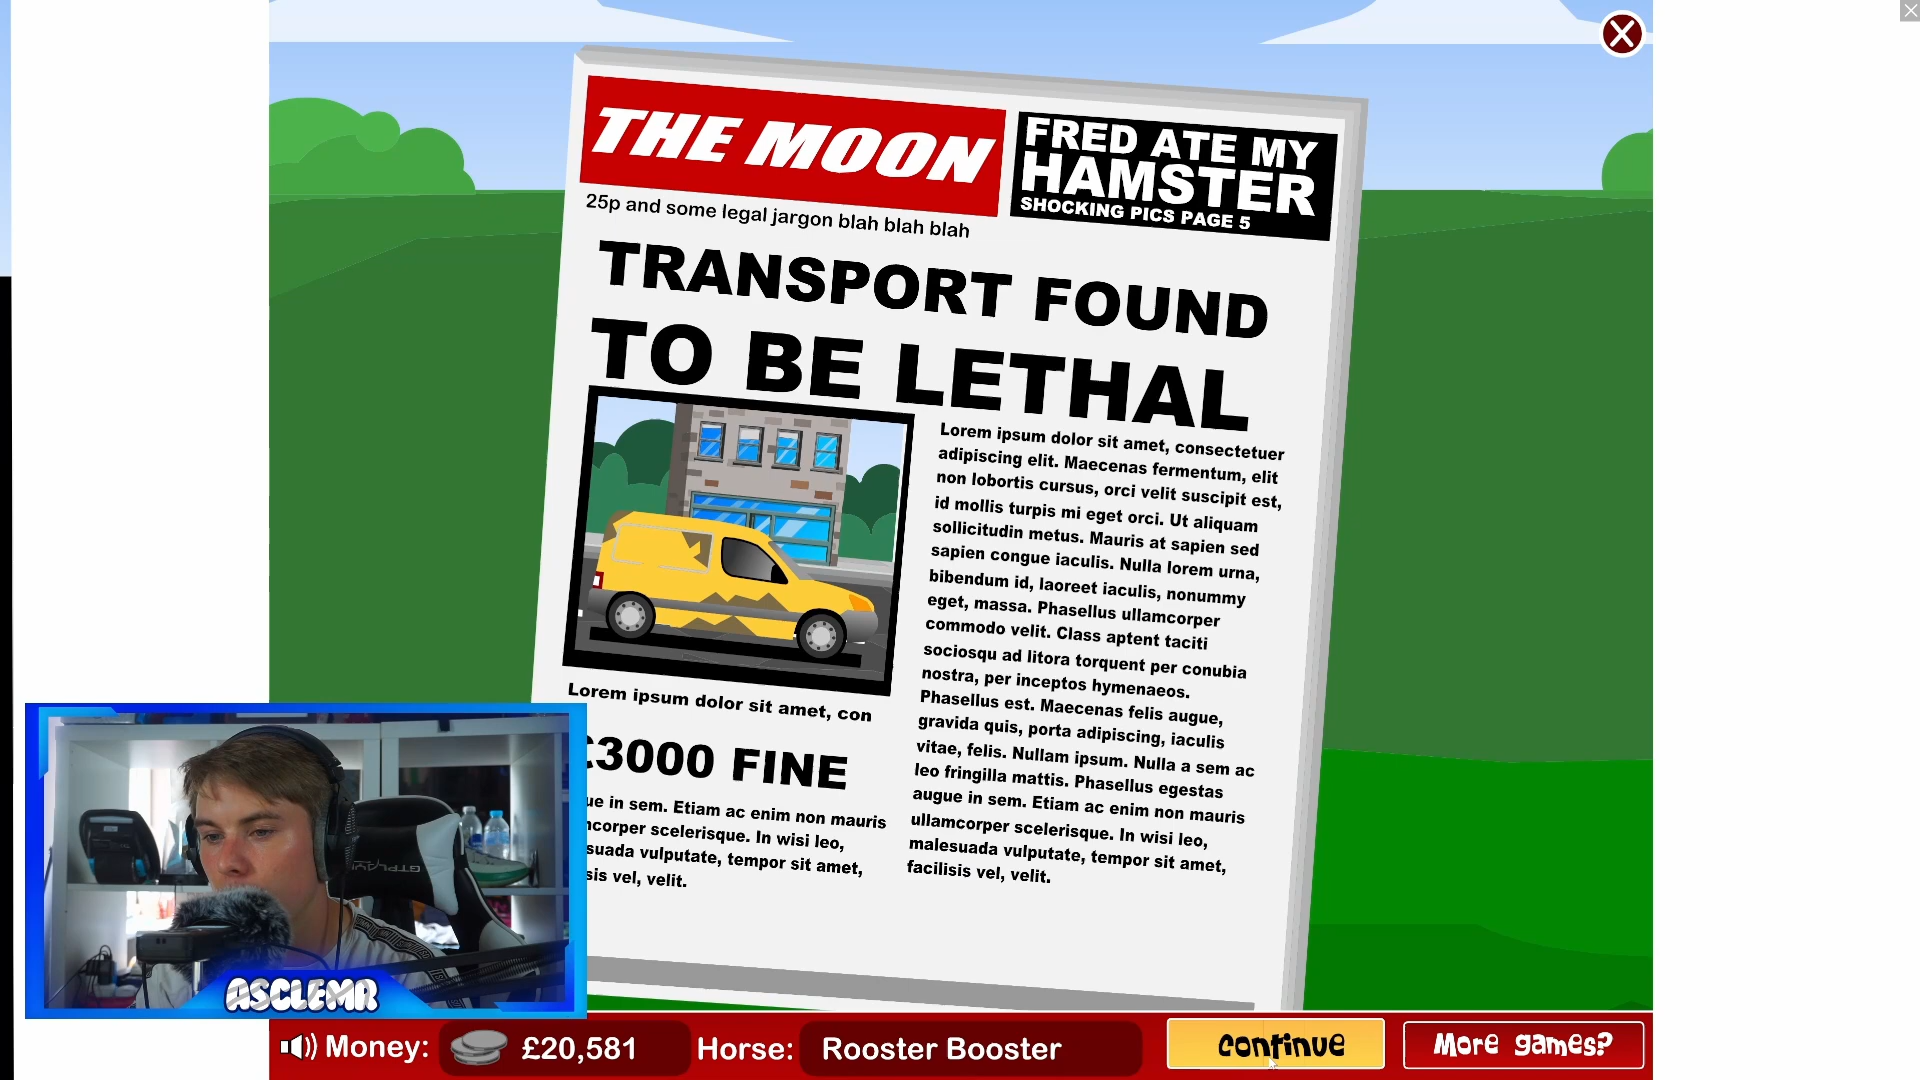 THE MOON
FRED ATE MY
HAMSTER
SHOCKING PICS PAGE 5
25p and some legal jargon blah blah blah
TRANSPORT FOUND
TO BE LETHAL
Lorem ipsum dolor sit amet, consectetuer
adipiscing elit. Maecenas fermentum, elit
non lobortis cursus, orci velit suscipit est,
id mollis turpis mi eget orci. Ut aliquam
sollicitudin metus. Mauris at sapien sed
sapien congue iaculis. Nulla lorem urna,
bibendum id, laoreet iaculis, nonummy
eget, massa. Phasellus ullamcorper
commodo velit. Class aptent taciti
sociosqu ad litora torquent per conubia
nostra, per inceptos hymenaeos.
Phasellus est. Maecenas felis augue,
gravida quis, porta adipiscing, iaculis
vitae, felis. Nullam ipsum. Nulla a sem ac
leo fringilla mattis. Phasellus egestas
augue in sem. Etiam ac enim non mauris
ullamcorper scelerisque. In wisi leo,
malesuada vulputate, tempor sit amet,
facilisis vel, velit.
Lorem ipsum dolor sit amet, con
£3000 FINE
ue in sem. Etiam ac enim non mauris
ncorper scelerisque. In wisi leo,
suada vulputate, tempor sit amet,
sis vel, velit.
GTPLAYER
ASCLEMR
Money: £20,581 Horse: Rooster Booster continue More games?